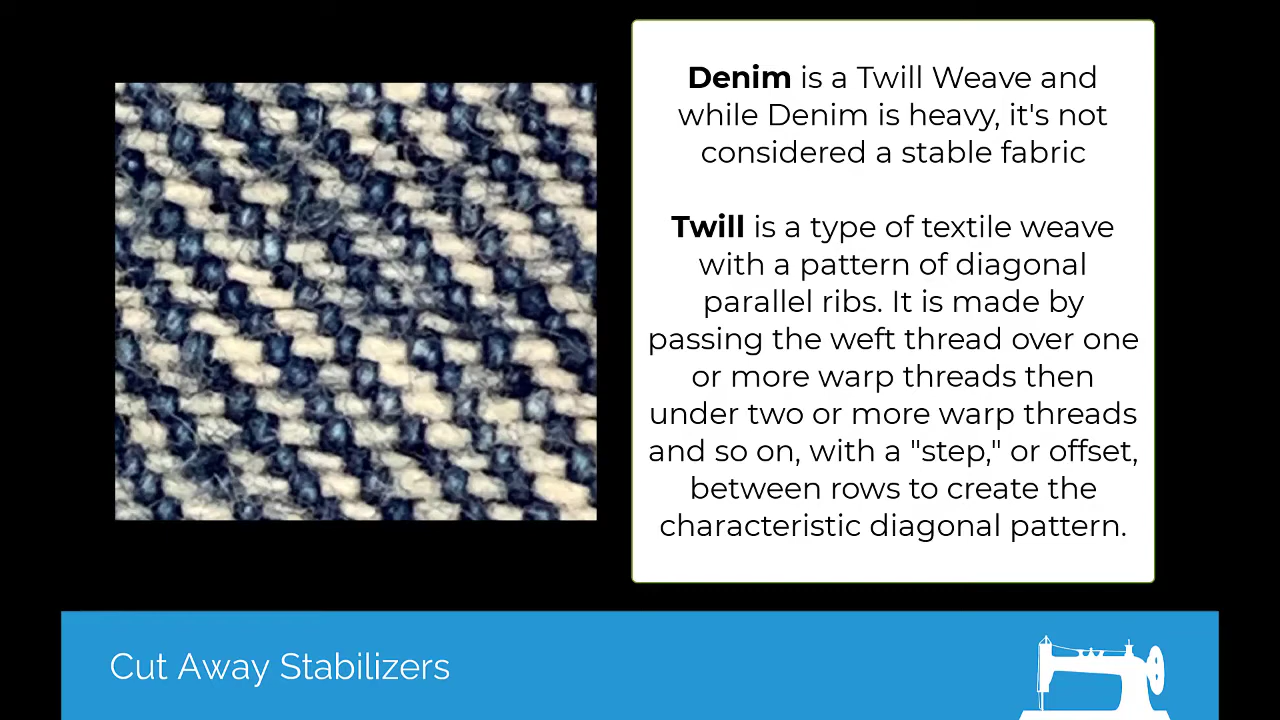 Denim is a Twill Weave and
while Denim is heavy, it's not
considered a stable fabric
Twill is a type of textile weave
with a pattern of diagonal
parallel ribs. It is made by
passing the weft thread over one
or more warp threads then
under two or more warp threads
and so on, with a "step," or offset,
between rows to create the
characteristic diagonal pattern.
Cut Away Stabilizers